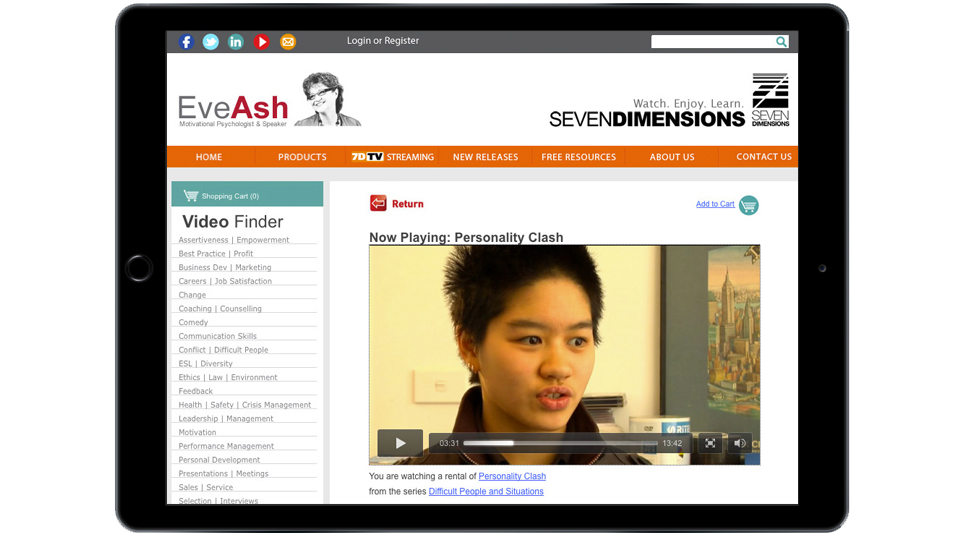 Login or Register
EveAsh
Motivational Psychologist & Speaker
Watch. Enjoy. Learn.
SEVENDIMENSIONS
SEVEN
DIMENSIONS
HOME PRODUCTS 7DTV STREAMING NEW RELEASES FREE RESOURCES ABOUT US CONTACT US
Shopping Cart (0)
Video Finder
Assertiveness | Empowerment
Best Practice | Profit
Business Dev | Marketing
Careers | Job Satisfaction
Change
Coaching | Counselling
Comedy
Communication Skills
Conflict | Difficult People
ESL | Diversity
Ethics | Law | Environment
Feedback
Health | Safety | Crisis Management
Leadership | Management
Motivation
Performance Management
Personal Development
Presentations | Meetings
Sales | Service
Selection | Interviews
Return
Add to Cart
Now Playing: Personality Clash
03:31
13:42
You are watching a rental of Personality Clash
from the series Difficult People and Situations